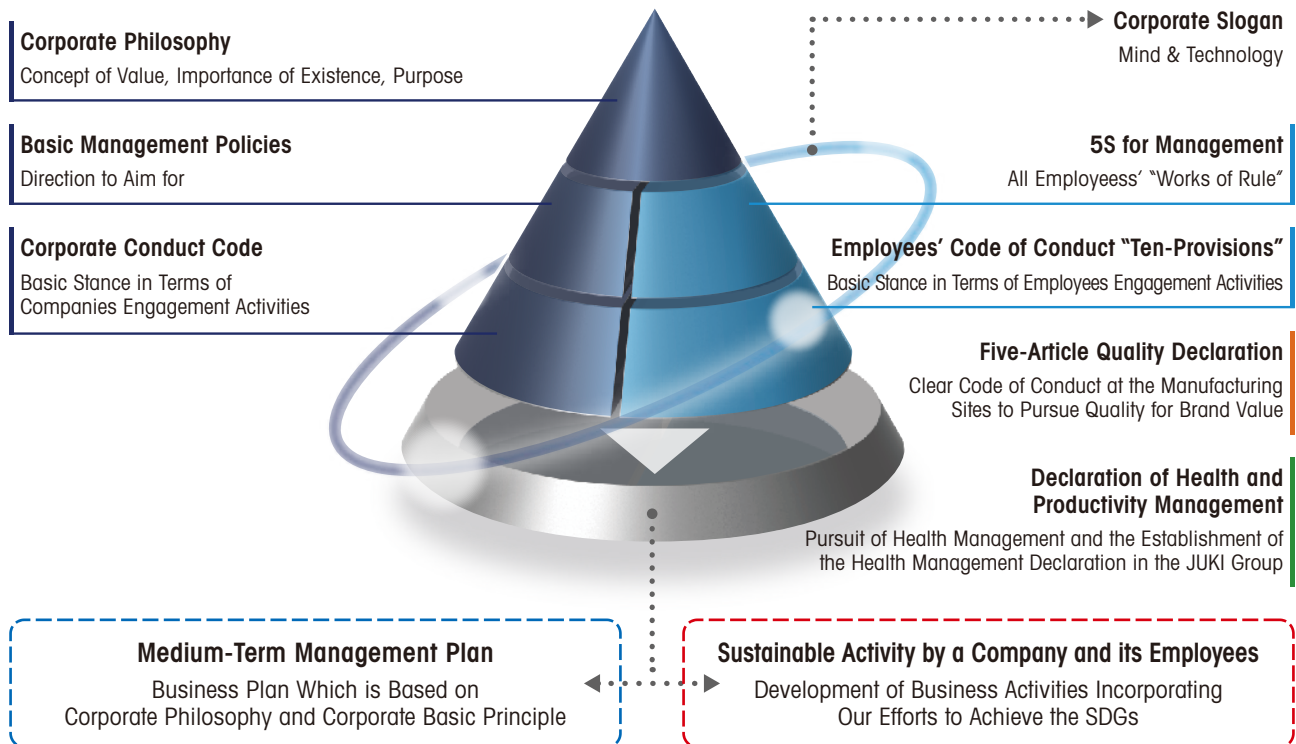 Corporate Philosophy
Concept of Value, Importance of Existence, Purpose
Basic Management Policies
Direction to Aim for
Corporate Conduct Code
Basic Stance in Terms of
Companies Engagement Activities
Corporate Slogan
Mind & Technology
5S for Management
All Employeess’ “Works of Rule”
Employees’ Code of Conduct “Ten-Provisions”
Basic Stance in Terms of Employees Engagement Activities
Five-Article Quality Declaration
Clear Code of Conduct at the Manufacturing
Sites to Pursue Quality for Brand Value
Declaration of Health and
Productivity Management
Pursuit of Health Management and the Establishment of
the Health Management Declaration in the JUKI Group
Medium-Term Management Plan
Business Plan Which is Based on
Corporate Philosophy and Corporate Basic Principle
Sustainable Activity by a Company and its Employees
Development of Business Activities Incorporating
Our Efforts to Achieve the SDGs